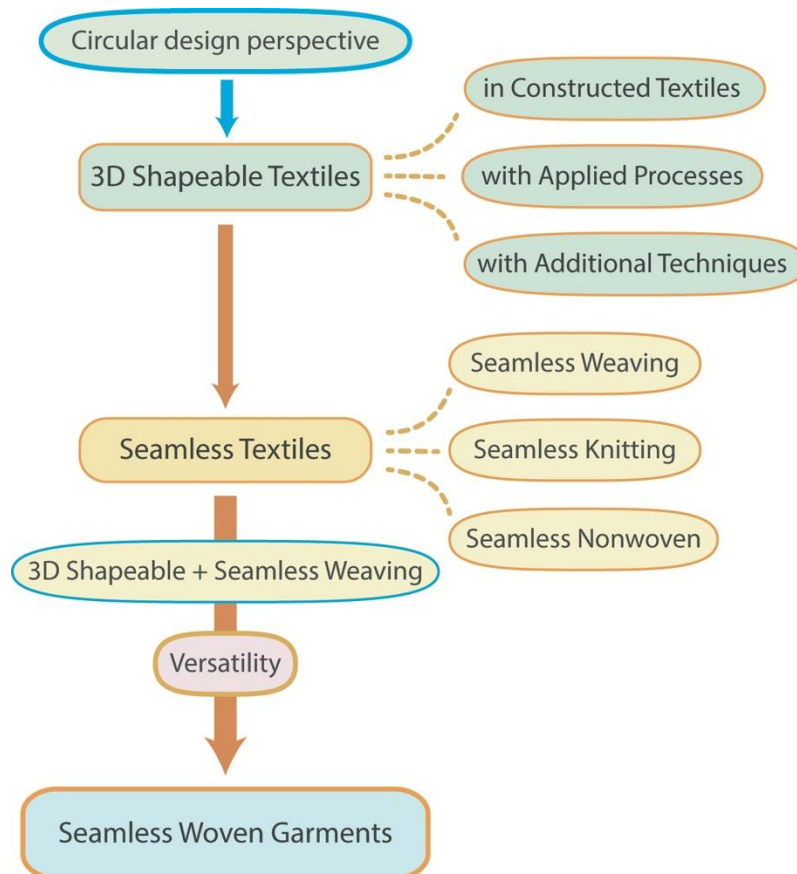 Circular design perspective
in Constructed Textiles
3D Shapeable Textiles
with Applied Processes
with Additional Techniques
Seamless Weaving
Seamless Textiles
Seamless Knitting
Seamless Nonwoven
3D Shapeable + Seamless Weaving
Versatility
Seamless Woven Garments